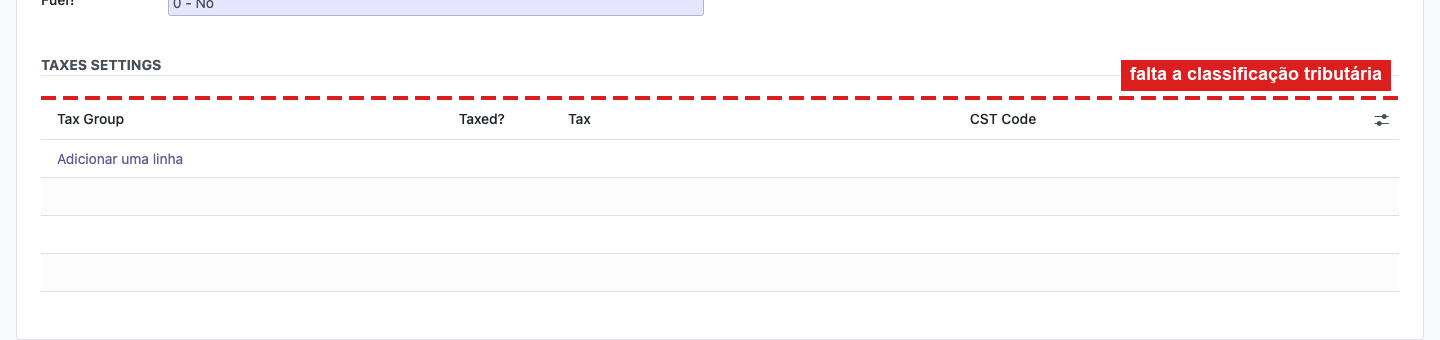 Fuel?
0 - No
TAXES SETTINGS
falta a classificação tributária
Tax Group Taxed? Tax CST Code
Adicionar uma linha